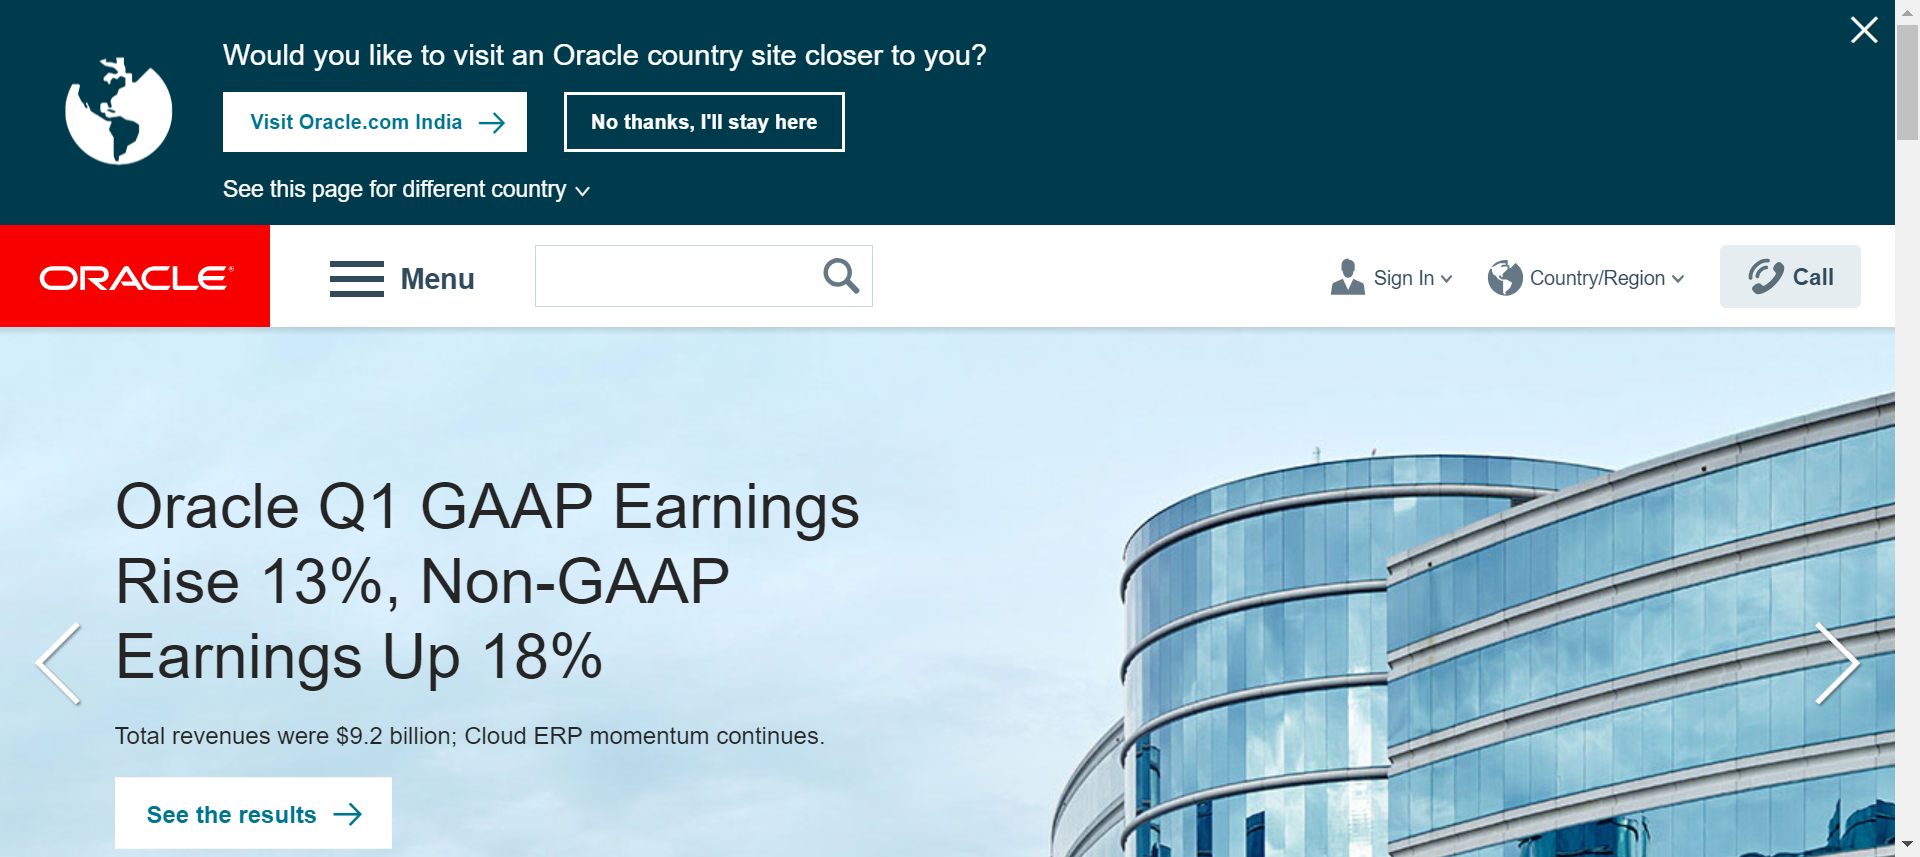 Would you like to visit an Oracle country site closer to you?
Visit Oracle.com India
No thanks, I'll stay here
See this page for different country
ORACLE®
Menu
Sign In
Country/Region
Call
Oracle Q1 GAAP Earnings
Rise 13%, Non-GAAP
Earnings Up 18%
Total revenues were $9.2 billion; Cloud ERP momentum continues.
See the results